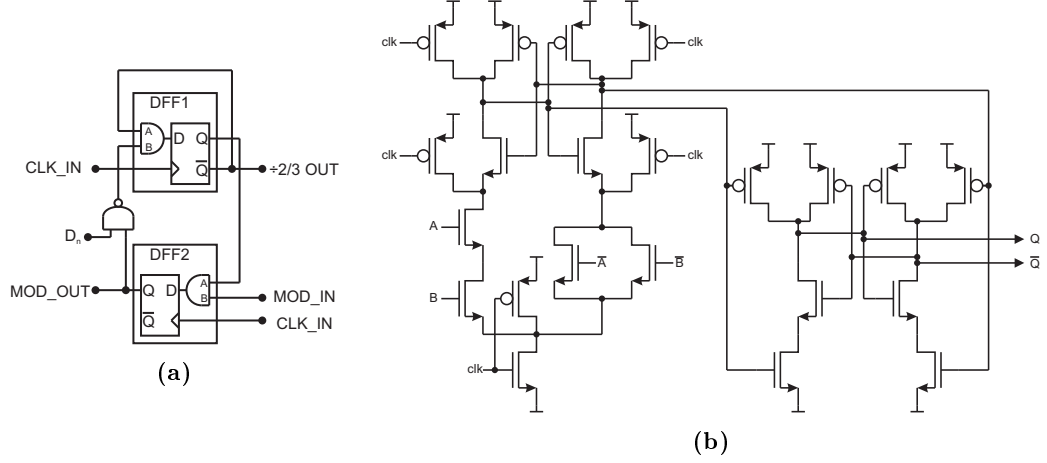 DFF1
A
B
D
Q
Q̅
CLK_IN
÷2/3 OUT
Dₙ
DFF2
MOD_OUT
Q
D
A
B
Q̅
MOD_IN
CLK_IN
(a)
clk
clk
clk
clk
A
A̅
B̅
B
clk
Q
Q̅
(b)